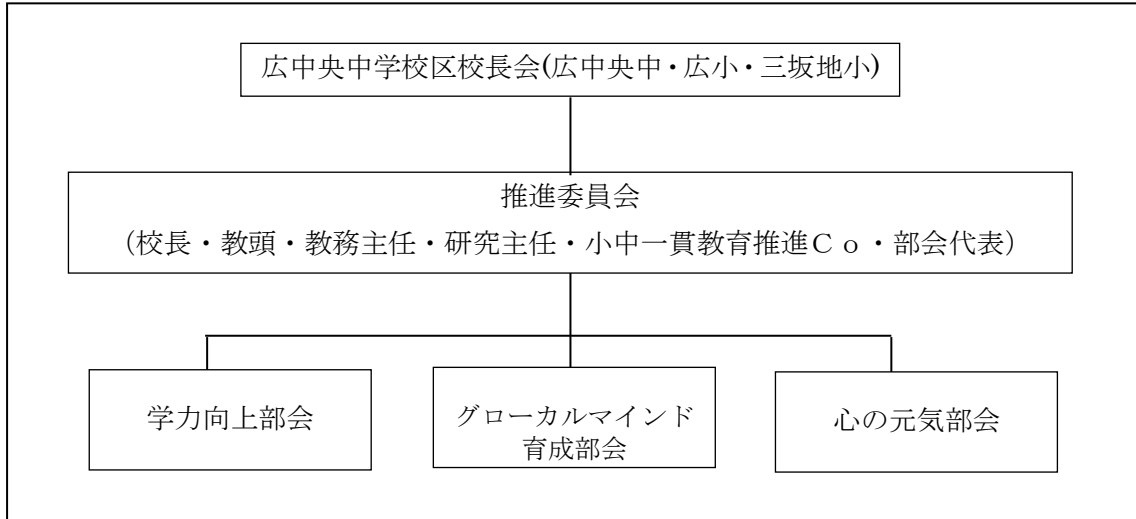 広中央中学校区校長会(広中央中・広小・三坂地小)
推進委員会
（校長・教頭・教務主任・研究主任・小中一貫教育推進Ｃｏ・部会代表）
学力向上部会
グローカルマインド
育成部会
心の元気部会